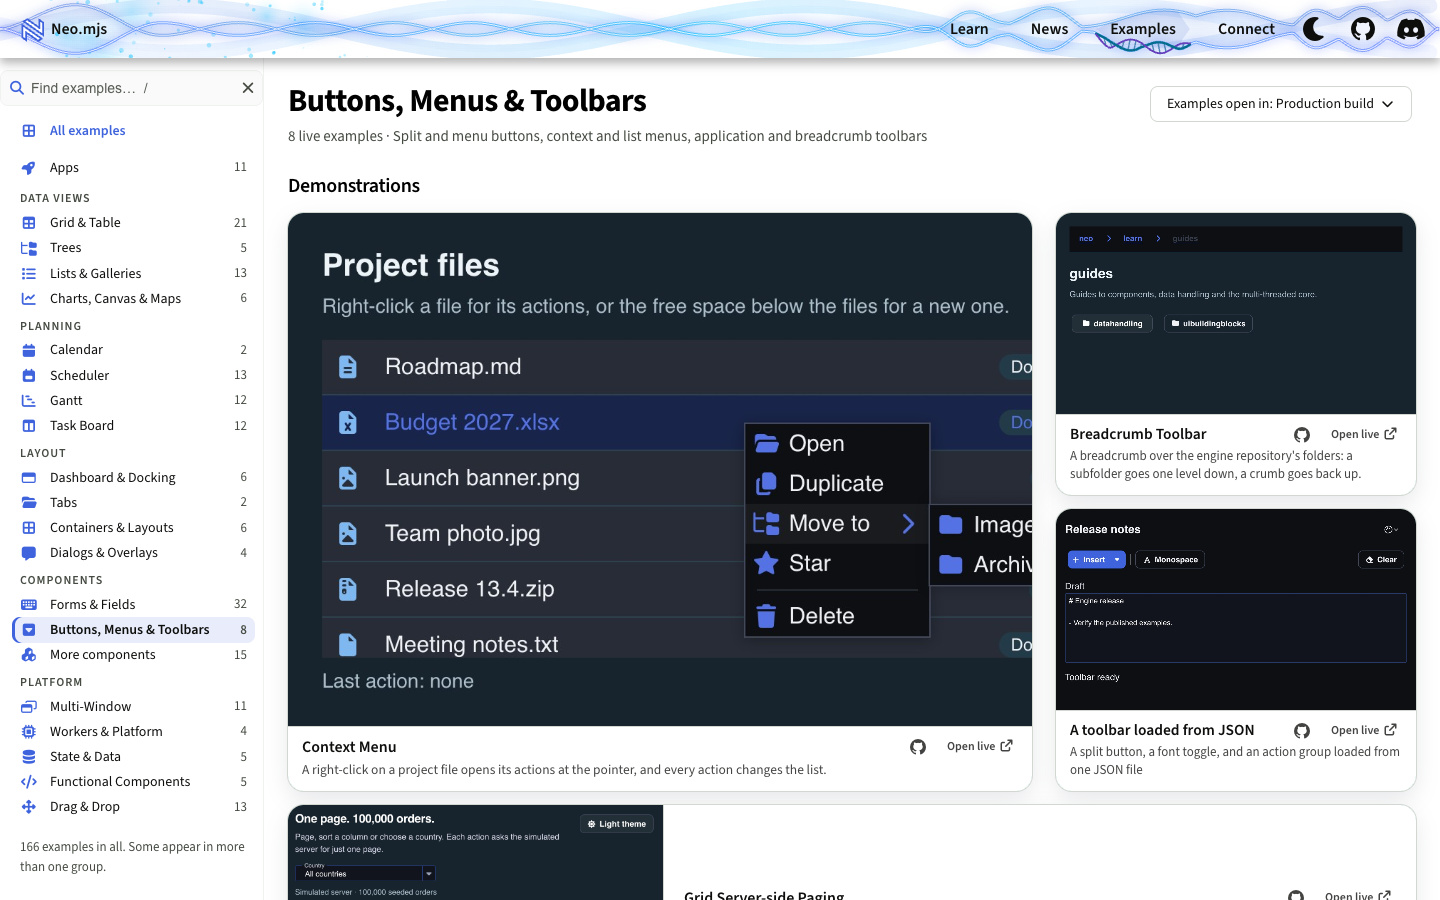 Neo.mjs
Learn
News
Examples
Connect
Find examples… /
All examples
Apps 11
DATA VIEWS
Grid & Table 21
Trees 5
Lists & Galleries 13
Charts, Canvas & Maps 6
PLANNING
Calendar 2
Scheduler 13
Gantt 12
Task Board 12
LAYOUT
Dashboard & Docking 6
Tabs 2
Containers & Layouts 6
Dialogs & Overlays 4
COMPONENTS
Forms & Fields 32
Buttons, Menus & Toolbars 8
More components 15
PLATFORM
Multi-Window 11
Workers & Platform 4
State & Data 5
Functional Components 5
Drag & Drop 13
166 examples in all. Some appear in more
than one group.
Buttons, Menus & Toolbars
Examples open in: Production build
8 live examples · Split and menu buttons, context and list menus, application and breadcrumb toolbars
Demonstrations
Project files
Right-click a file for its actions, or the free space below the files for a new one.
Roadmap.md Do
Budget 2027.xlsx Do
Launch banner.png
Team photo.jpg
Release 13.4.zip
Meeting notes.txt Do
Open
Duplicate
Move to
Star
Delete
Image
Archiv
Last action: none
Context Menu
Open live
A right-click on a project file opens its actions at the pointer, and every action changes the list.
neo > learn > guides
guides
Guides to components, data handling and the multi-threaded core.
datahandling
uibuildingblocks
Breadcrumb Toolbar
Open live
A breadcrumb over the engine repository's folders: a
subfolder goes one level down, a crumb goes back up.
Release notes
+ Insert
A Monospace
Clear
Draft
# Engine release
- Verify the published examples.
Toolbar ready
A toolbar loaded from JSON
Open live
A split button, a font toggle, and an action group loaded from
one JSON file
One page. 100,000 orders.
Light theme
Page, sort a column or choose a country. Each action asks the simulated
server for just one page.
Country
All countries
Simulated server · 100,000 seeded orders
Grid Server-side Paging
Open live